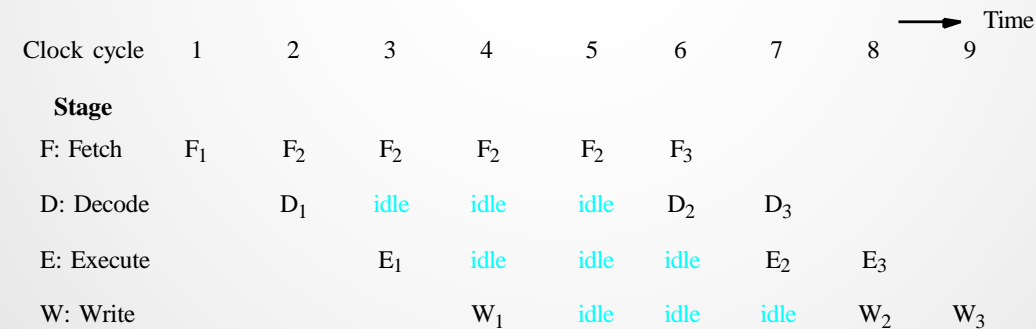 Time
Clock cycle 1 2 3 4 5 6 7 8 9
Stage
F: Fetch F1 F2 F2 F2 F2 F3
D: Decode D1 idle idle idle D2 D3
E: Execute E1 idle idle idle E2 E3
W: Write W1 idle idle idle W2 W3